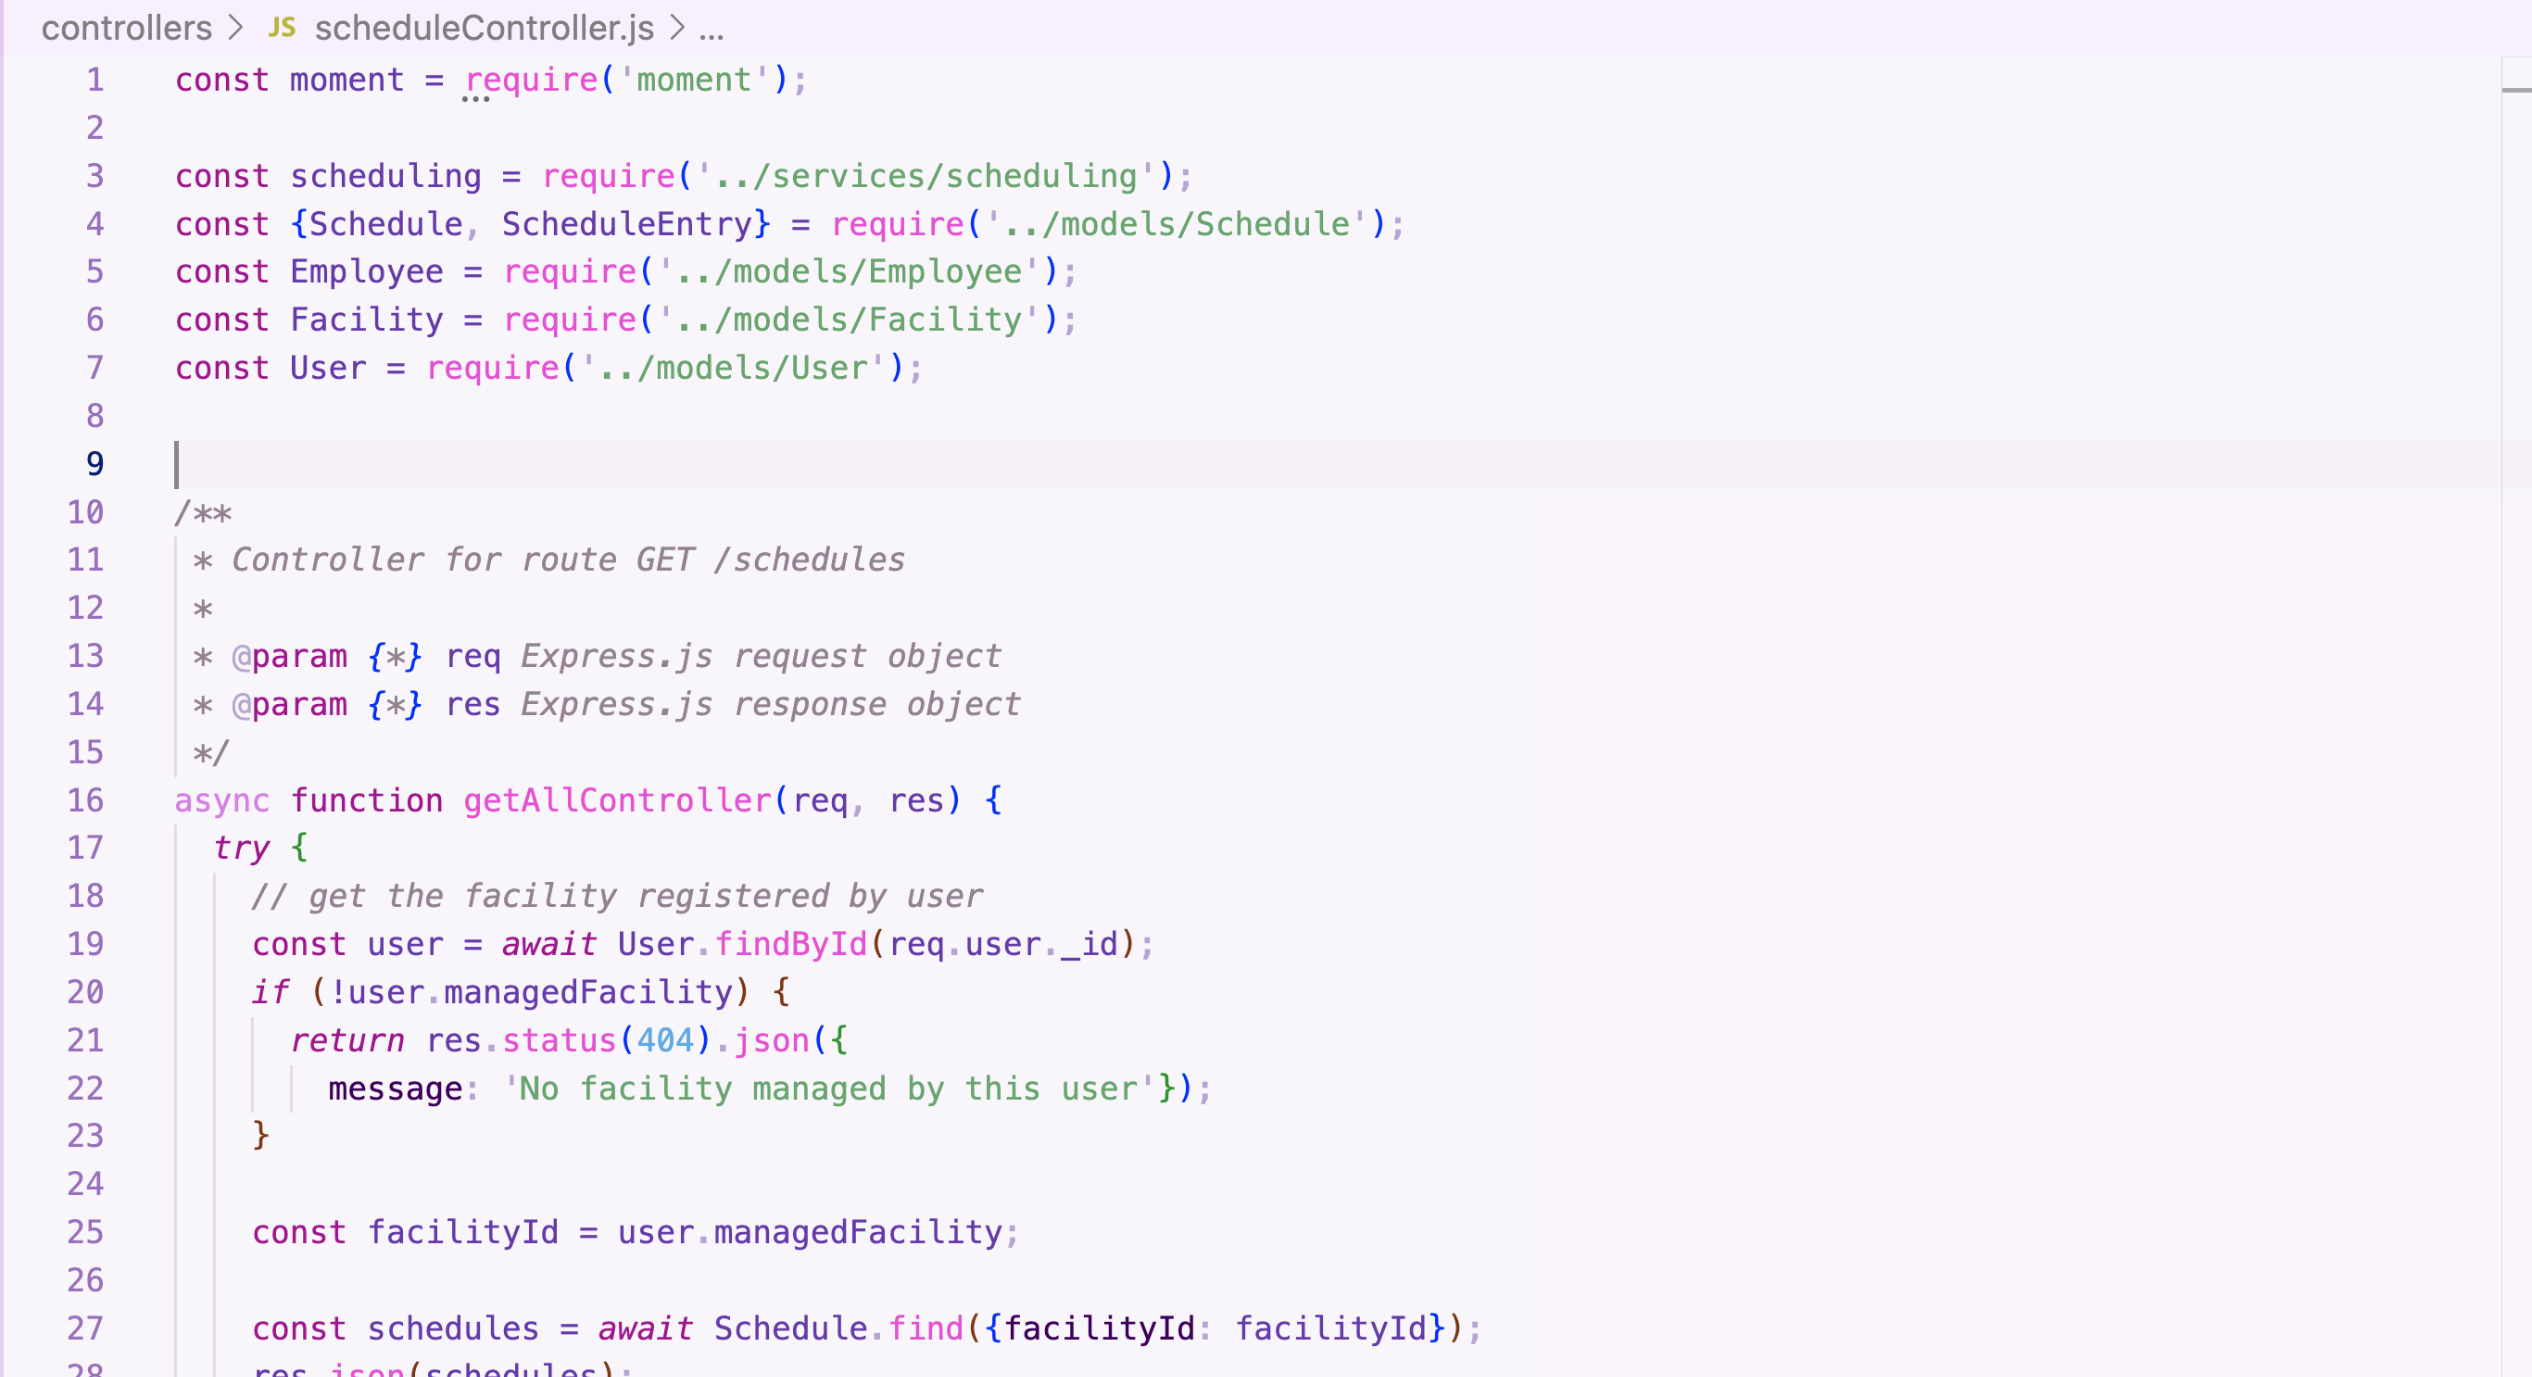 controllers > JS scheduleController.js > ...
1 const moment = require('moment');
2
3 const scheduling = require('../services/scheduling');
4 const {Schedule, ScheduleEntry} = require('../models/Schedule');
5 const Employee = require('../models/Employee');
6 const Facility = require('../models/Facility');
7 const User = require('../models/User');
8
9
10 /**
11  * Controller for route GET /schedules
12  *
13  * @param {*} req Express.js request object
14  * @param {*} res Express.js response object
15  */
16 async function getAllController(req, res) {
17   try {
18     // get the facility registered by user
19     const user = await User.findById(req.user._id);
20     if (!user.managedFacility) {
21       return res.status(404).json({
22         message: 'No facility managed by this user'});
23     }
24
25     const facilityId = user.managedFacility;
26
27     const schedules = await Schedule.find({facilityId: facilityId});
28     res.json(schedules);